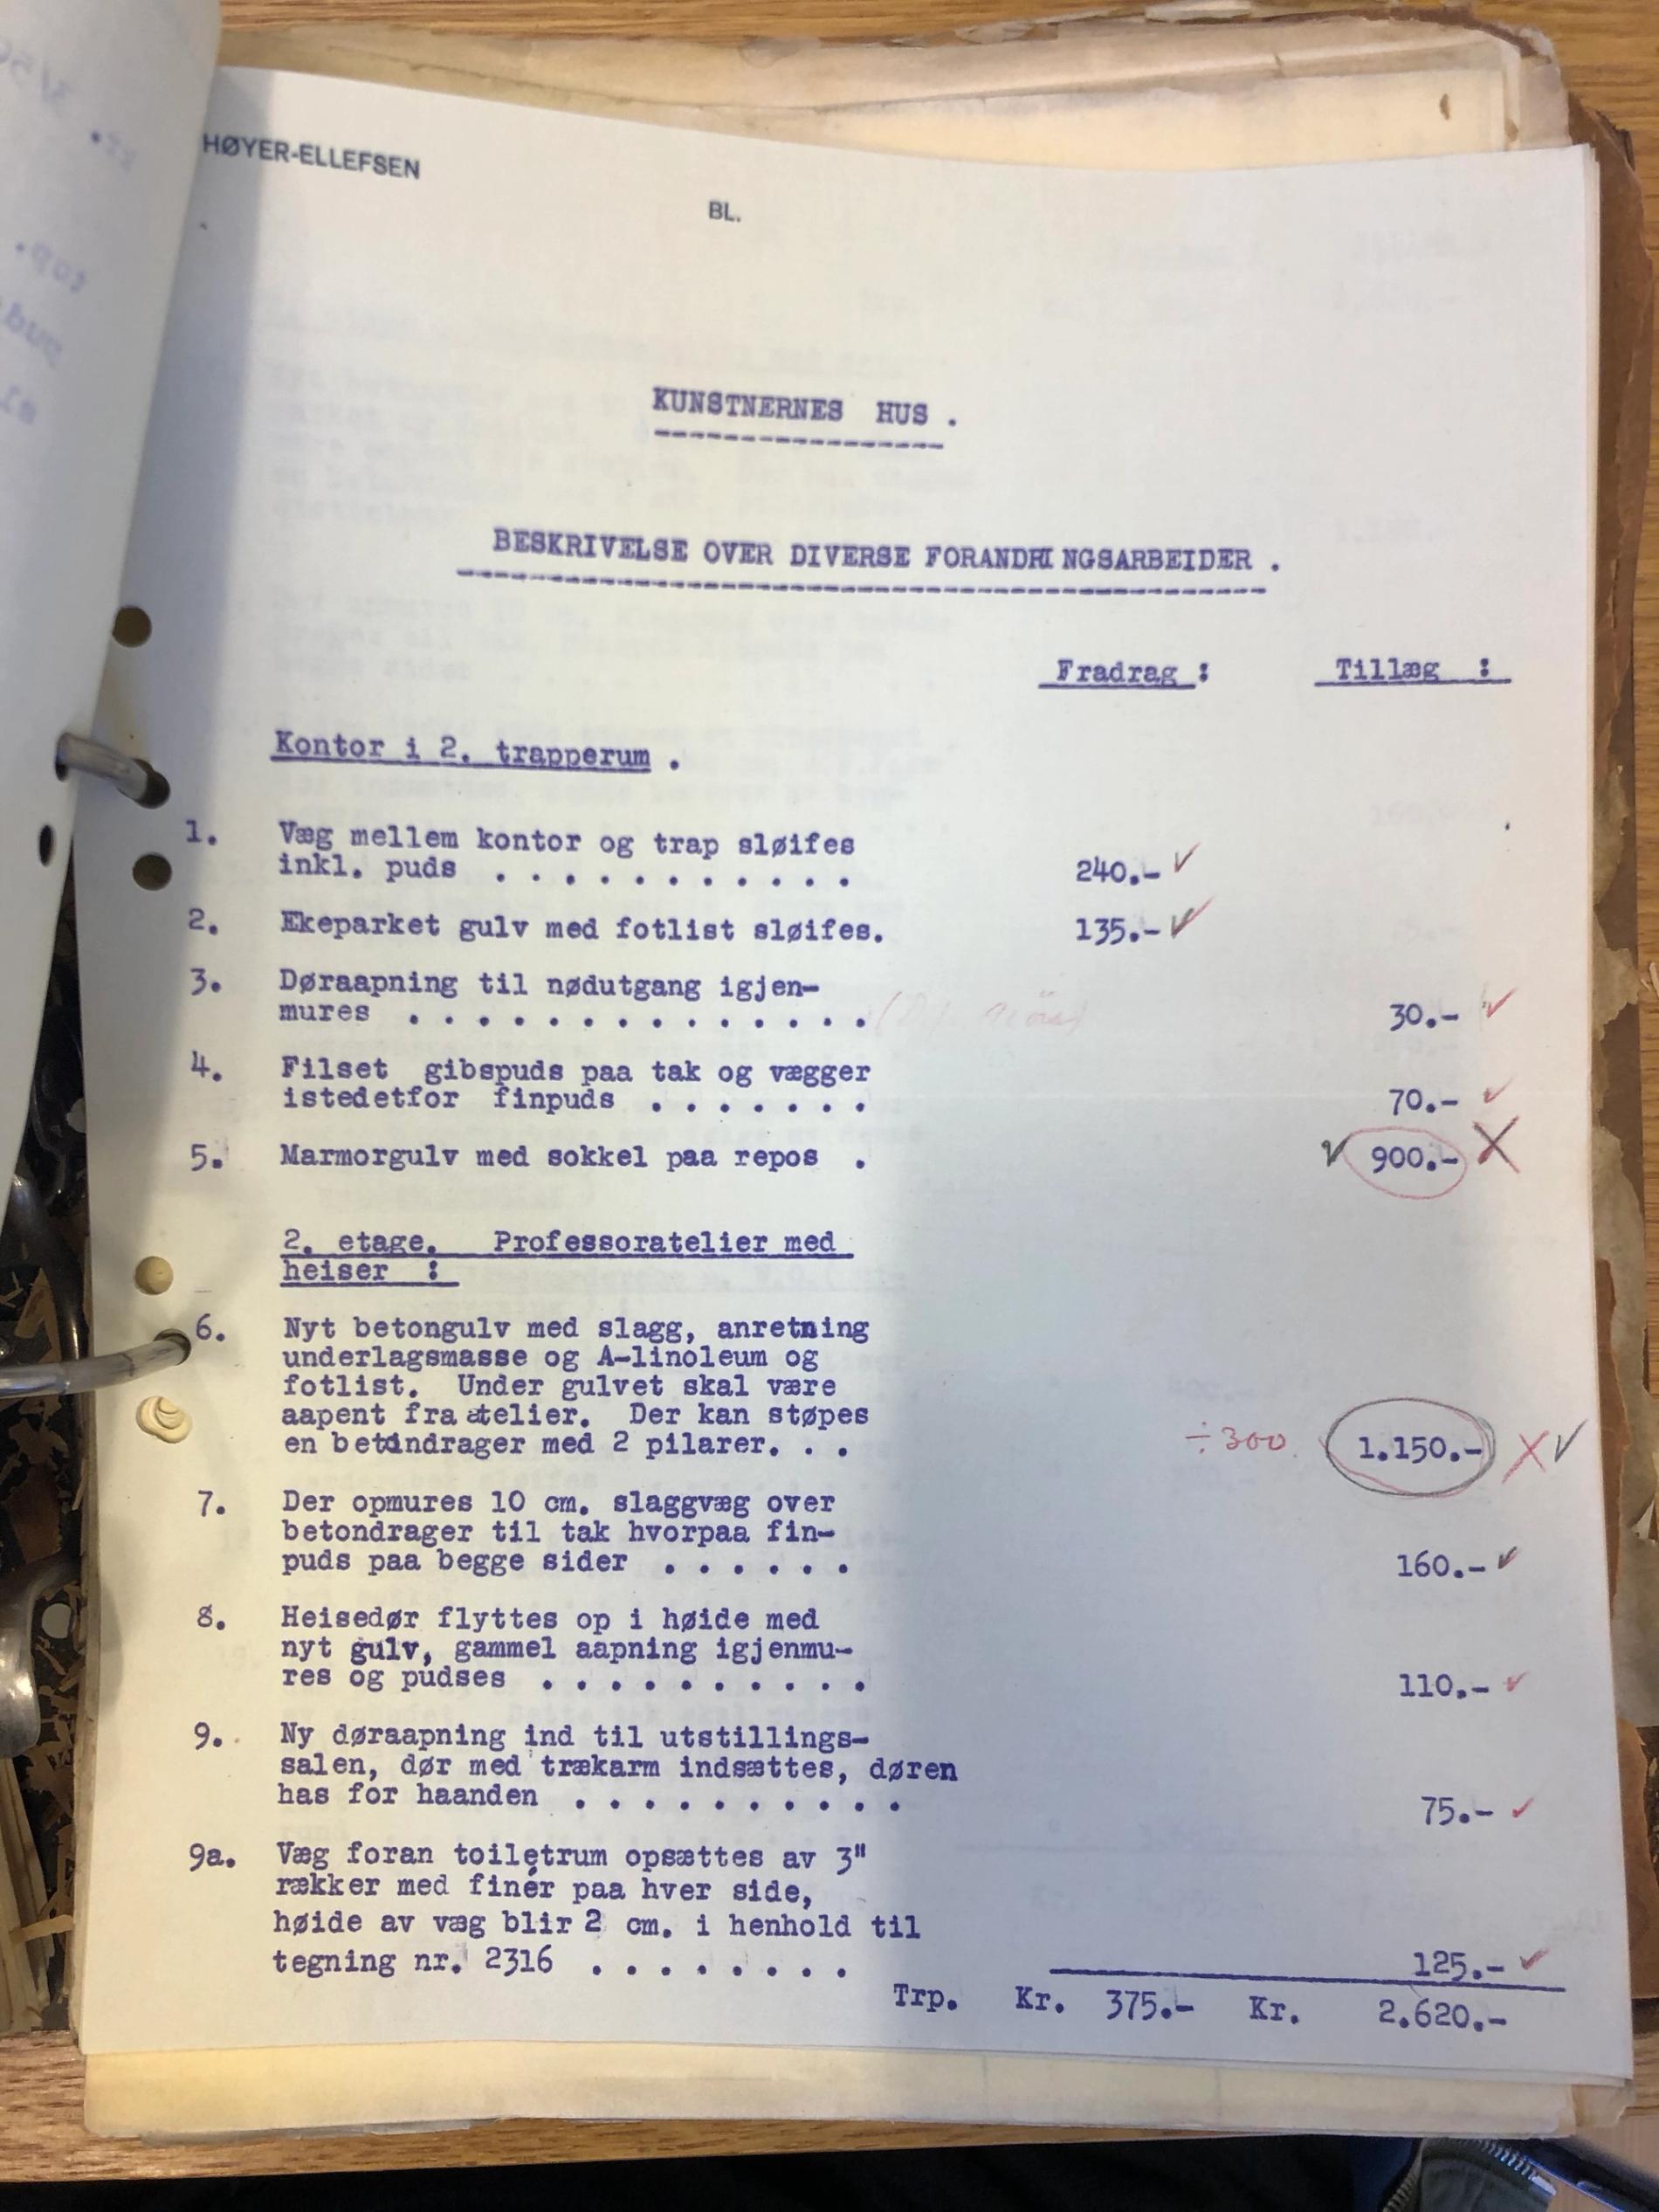 HØYER-ELLEFSEN
BL.
KUNSTNERNES HUS .
BESKRIVELSE OVER DIVERSE FORANDRINGSARBEIDER .
Fradrag : Tillæg :
Kontor i 2. trapperum .
1. Væg mellem kontor og trap sløifes
inkl. puds . . . . . . . . . . . 240.-
2. Ekeparket gulv med fotlist sløifes. 135.-
3. Døraapning til nødutgang igjen-
mures . . . . . . . . . . . . . . 30.-
4. Filset gibspuds paa tak og vægger
istedetfor finpuds . . . . . . . 70.-
5. Marmorgulv med sokkel paa repos . 900.-
2. etage. Professoratelier med
heiser :
6. Nyt betongulv med slagg, anretning
underlagsmasse og A-linoleum og
fotlist. Under gulvet skal være
aapent fra atelier. Der kan støpes
en betondrager med 2 pilarer. . . ÷300 1.150.-
7. Der opmures 10 cm. slaggvæg over
betondrager til tak hvorpaa fin-
puds paa begge sider . . . . . . 160.-
8. Heisedør flyttes op i høide med
nyt gulv, gammel aapning igjenmu-
res og pudses . . . . . . . . . . 110.-
9. Ny døraapning ind til utstillings-
salen, dør med trækarm indsættes, døren
has for haanden . . . . . . . . . . 75.-
9a. Væg foran toiletrum opsættes av 3"
rækker med finér paa hver side,
høide av væg blir 2 cm. i henhold til
tegning nr. 2316 . . . . . . . . 125.-
Trp. Kr. 375.- Kr. 2.620.-